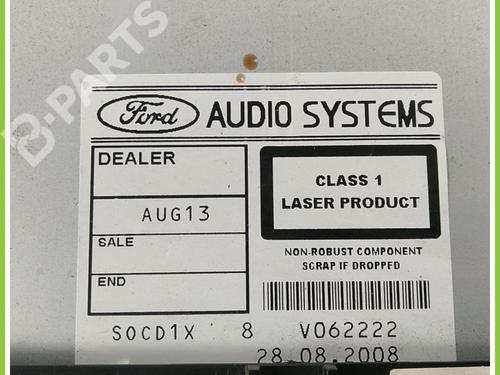 B-PARTS
Ford AUDIO SYSTEMS
DEALER
AUG13
SALE
END
CLASS 1
LASER PRODUCT
NON-ROBUST COMPONENT
SCRAP IF DROPPED
SOCD1X 8 V062222
28.08.2008